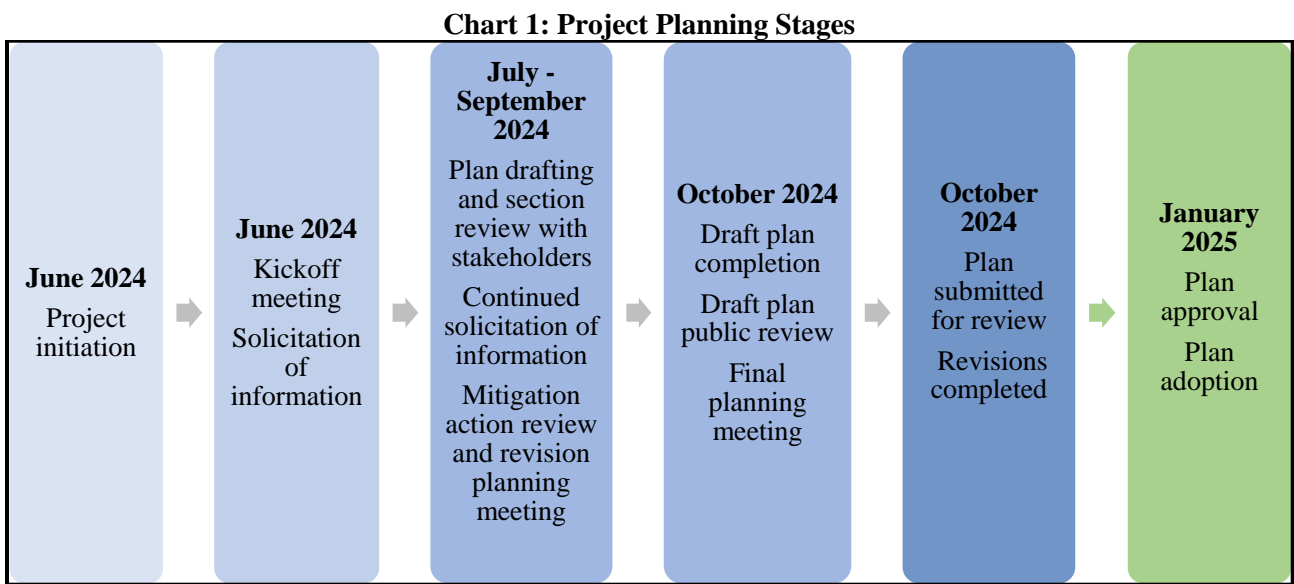 Chart 1: Project Planning Stages
June 2024
Project
initiation
June 2024
Kickoff
meeting
Solicitation
of
information
July -
September
2024
Plan drafting
and section
review with
stakeholders
Continued
solicitation of
information
Mitigation
action review
and revision
planning
meeting
October 2024
Draft plan
completion
Draft plan
public review
Final
planning
meeting
October
2024
Plan
submitted
for review
Revisions
completed
January
2025
Plan
approval
Plan
adoption